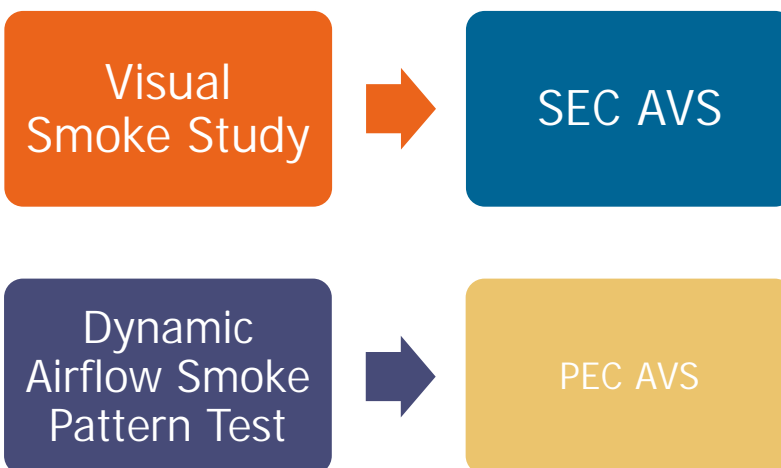 Visual
Smoke Study
SEC AVS
Dynamic
Airflow Smoke
Pattern Test
PEC AVS